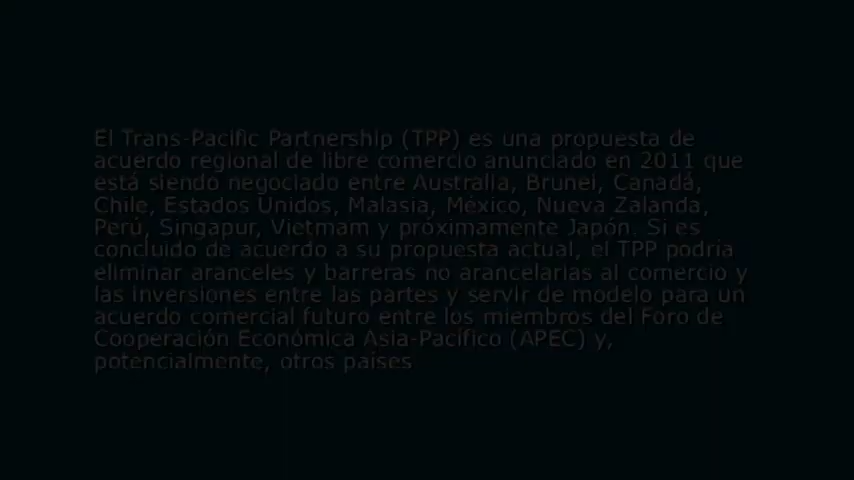 El Trans-Pacific Partnership (TPP) es una propuesta de
acuerdo regional de libre comercio anunciado en 2011 que
está siendo negociado entre Australia, Brunei, Canadá,
Chile, Estados Unidos, Malasia, México, Nueva Zalanda,
Perú, Singapur, Vietmam y próximamente Japón. Si es
concluido de acuerdo a su propuesta actual, el TPP podría
eliminar aranceles y barreras no arancelarias al comercio y
las inversiones entre las partes y servir de modelo para un
acuerdo comercial futuro entre los miembros del Foro de
Cooperación Económica Asia-Pacífico (APEC) y,
potencialmente, otros países